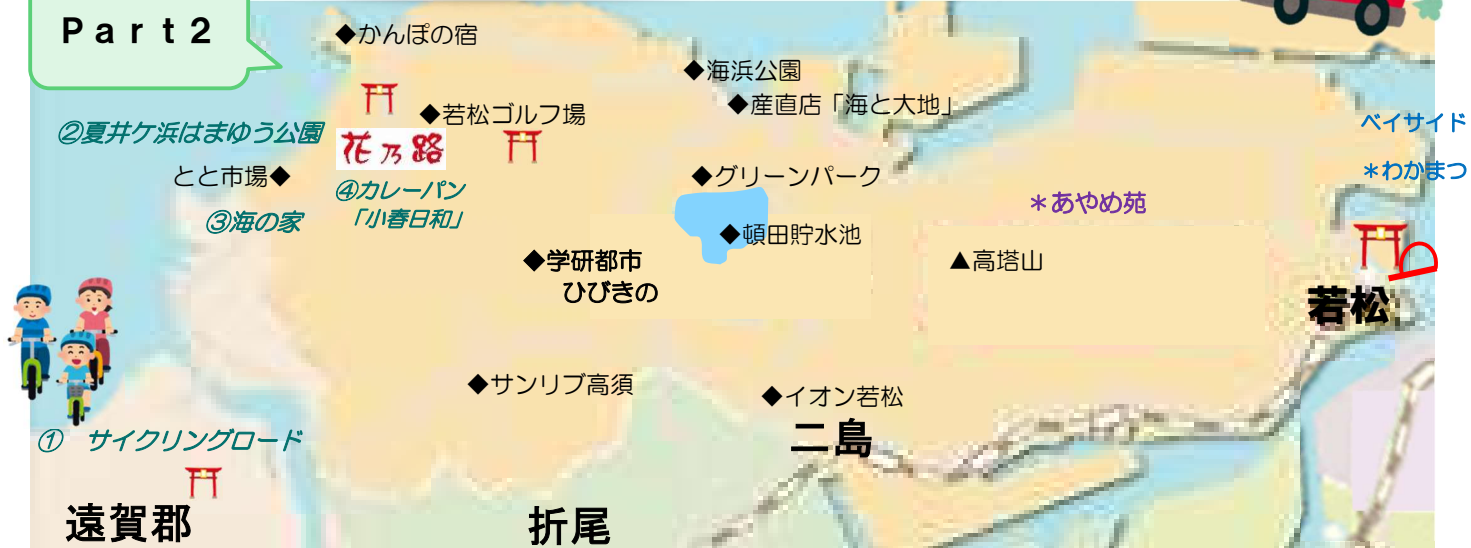 Part2
◆かんぽの宿
◆海浜公園
◆産直店「海と大地」
◆若松ゴルフ場
②夏井ケ浜はまゆう公園
花乃路
ベイサイド
とと市場◆
④カレーパン
「小春日和」
◆グリーンパーク
＊わかまつ
③海の家
＊あやめ苑
◆頓田貯水池
◆学研都市
ひびきの
▲高塔山
若松
◆サンリブ高須
◆イオン若松
① サイクリングロード
二島
遠賀郡
折尾